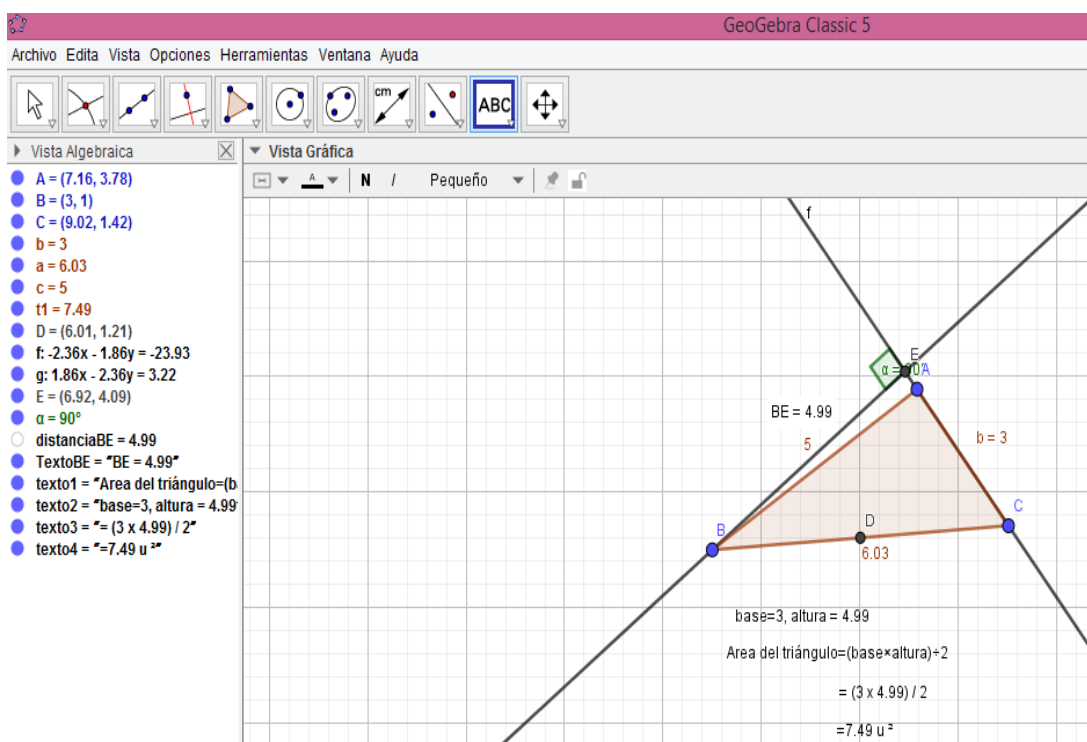 GeoGebra Classic 5
Archivo Edita Vista Opciones Herramientas Ventana Ayuda
cm
ABC
Vista Algebraica
A = (7.16, 3.78)
B = (3, 1)
C = (9.02, 1.42)
b = 3
a = 6.03
c = 5
t1 = 7.49
D = (6.01, 1.21)
f: -2.36x - 1.86y = -23.93
g: 1.86x - 2.36y = 3.22
E = (6.92, 4.09)
α = 90°
distanciaBE = 4.99
TextoBE = "BE = 4.99"
texto1 = "Area del triángulo=(b
texto2 = "base=3, altura = 4.99
texto3 = "= (3 x 4.99) / 2"
texto4 = "=7.49 u ²"
Vista Gráfica
A N I Pequeño
f
E
α = 90°
A
BE = 4.99
5
b = 3
B
D
C
6.03
base=3, altura = 4.99
Area del triángulo=(base×altura)÷2
= (3 x 4.99) / 2
=7.49 u ²